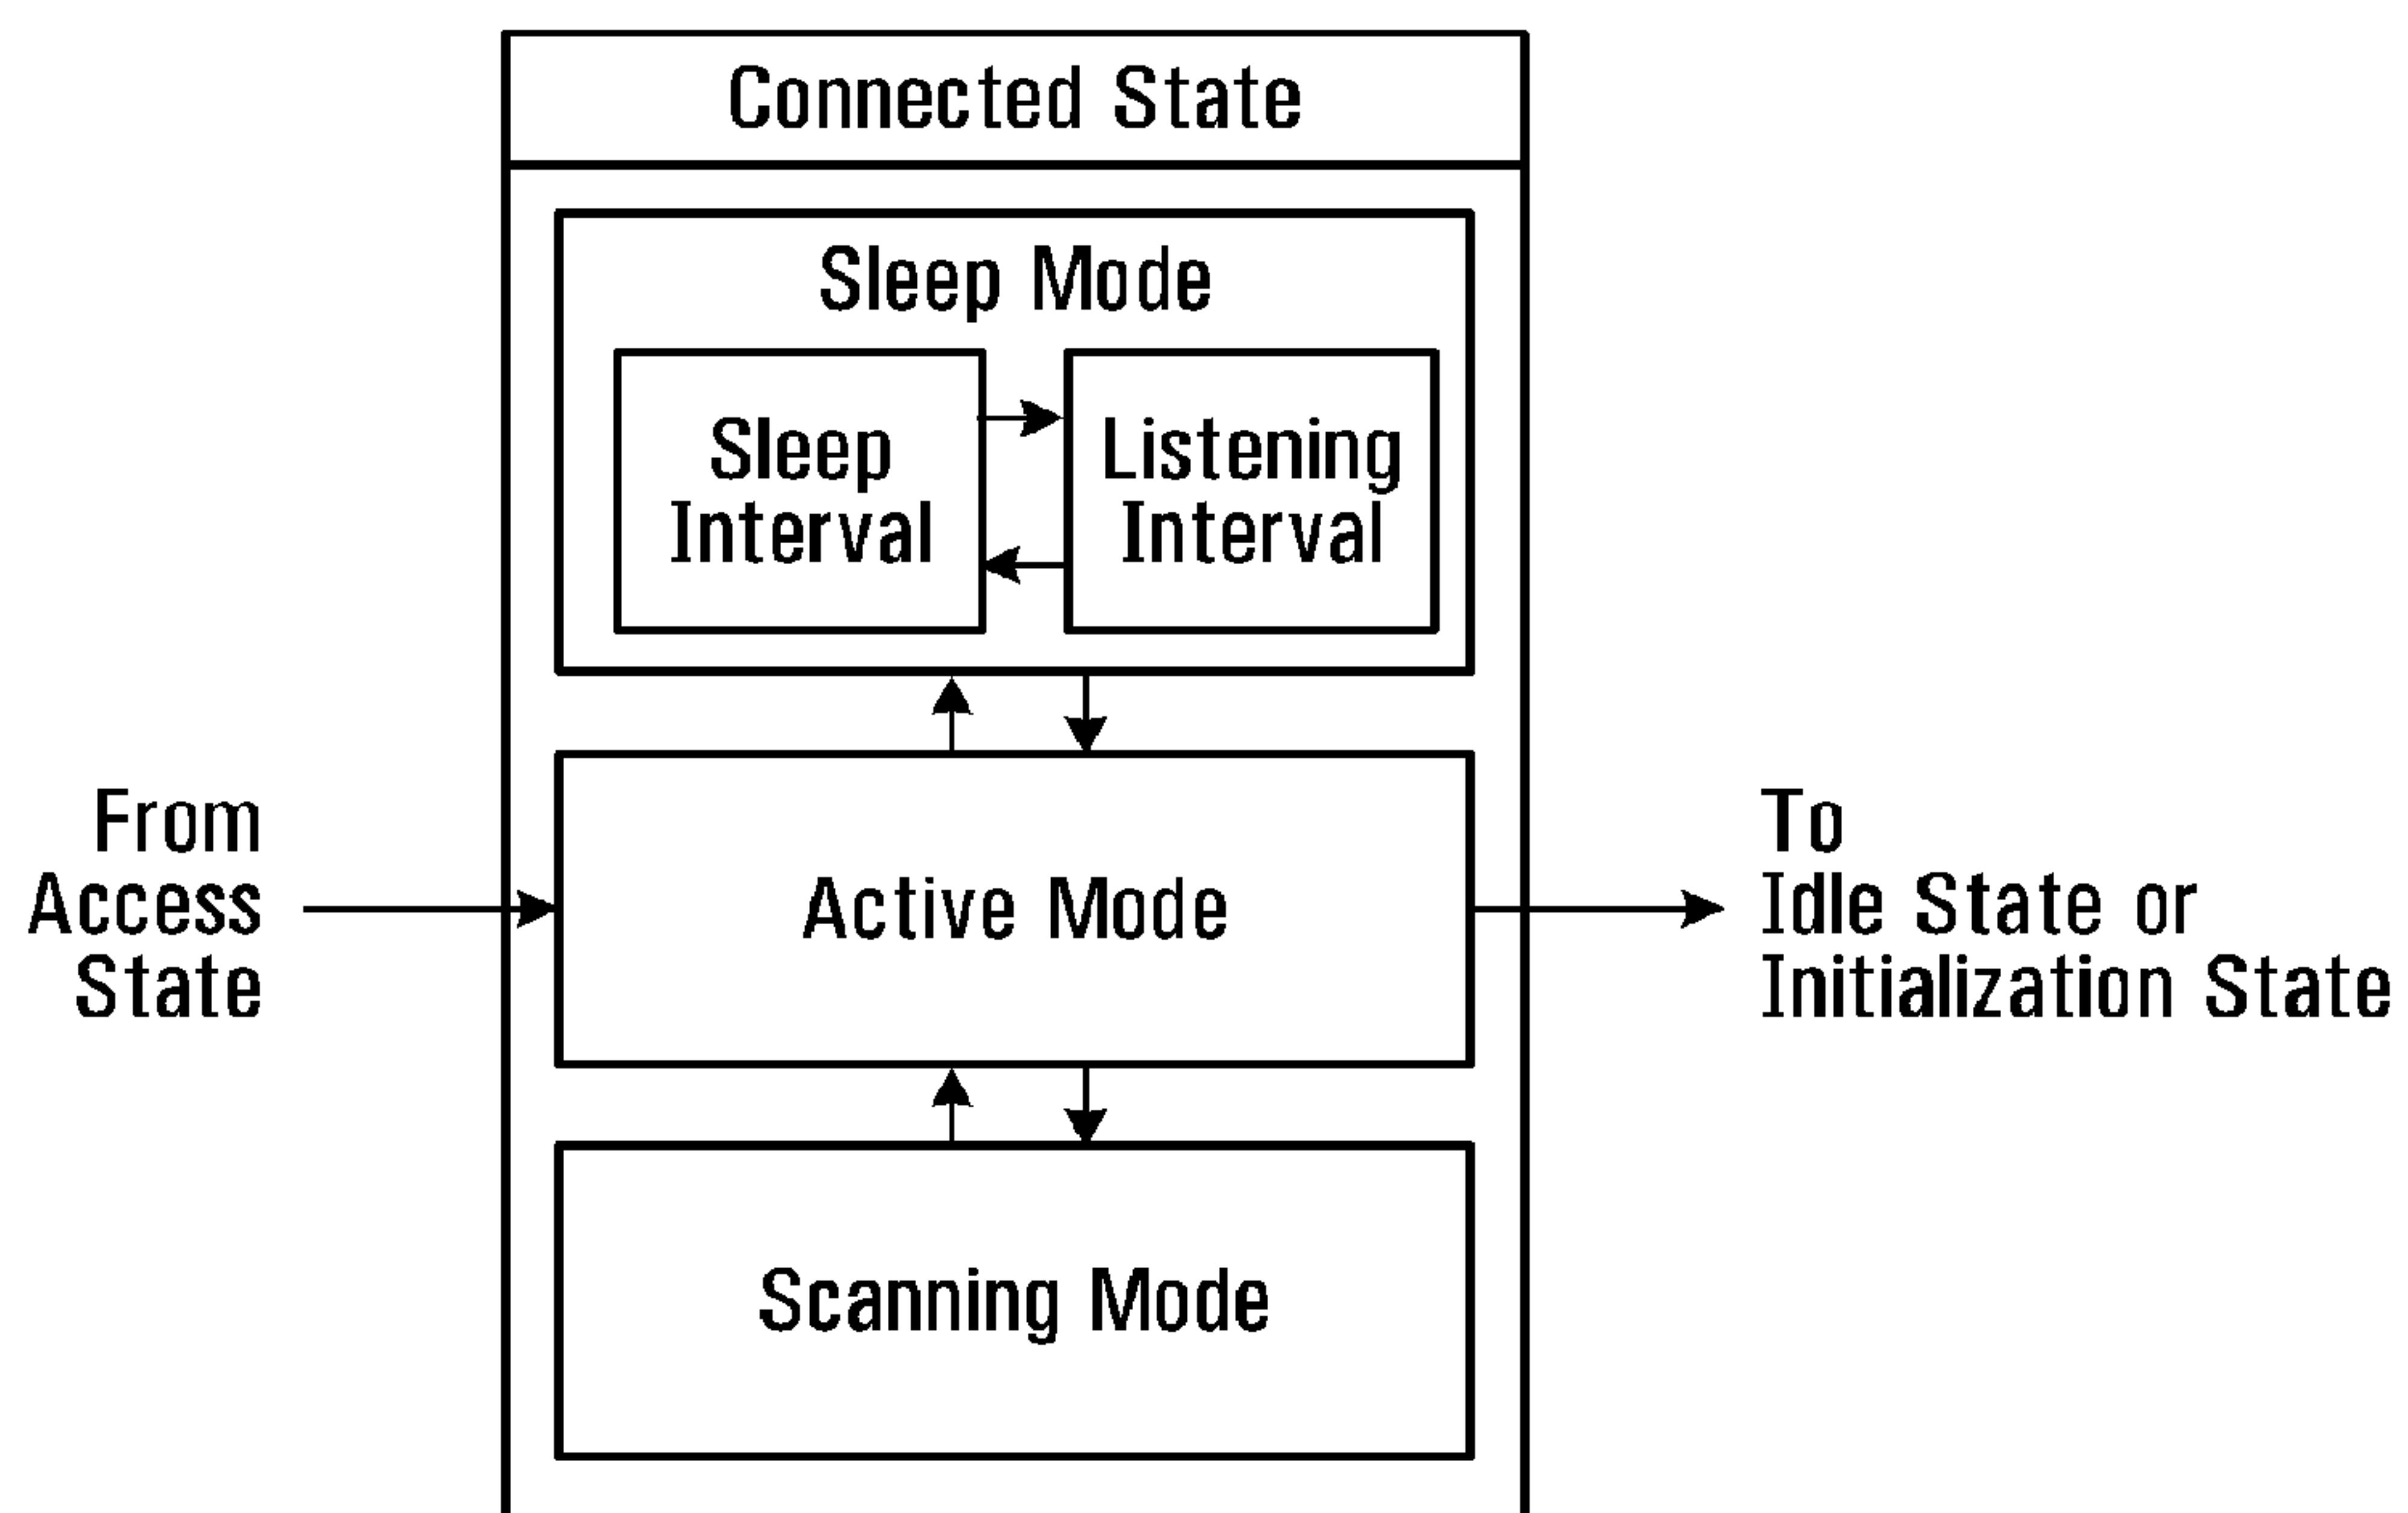 Connected State
Sleep Mode
Sleep
Interval
Listening
Interval
From
Access
State
Active Mode
To
Idle State or
Initialization State
Scanning Mode